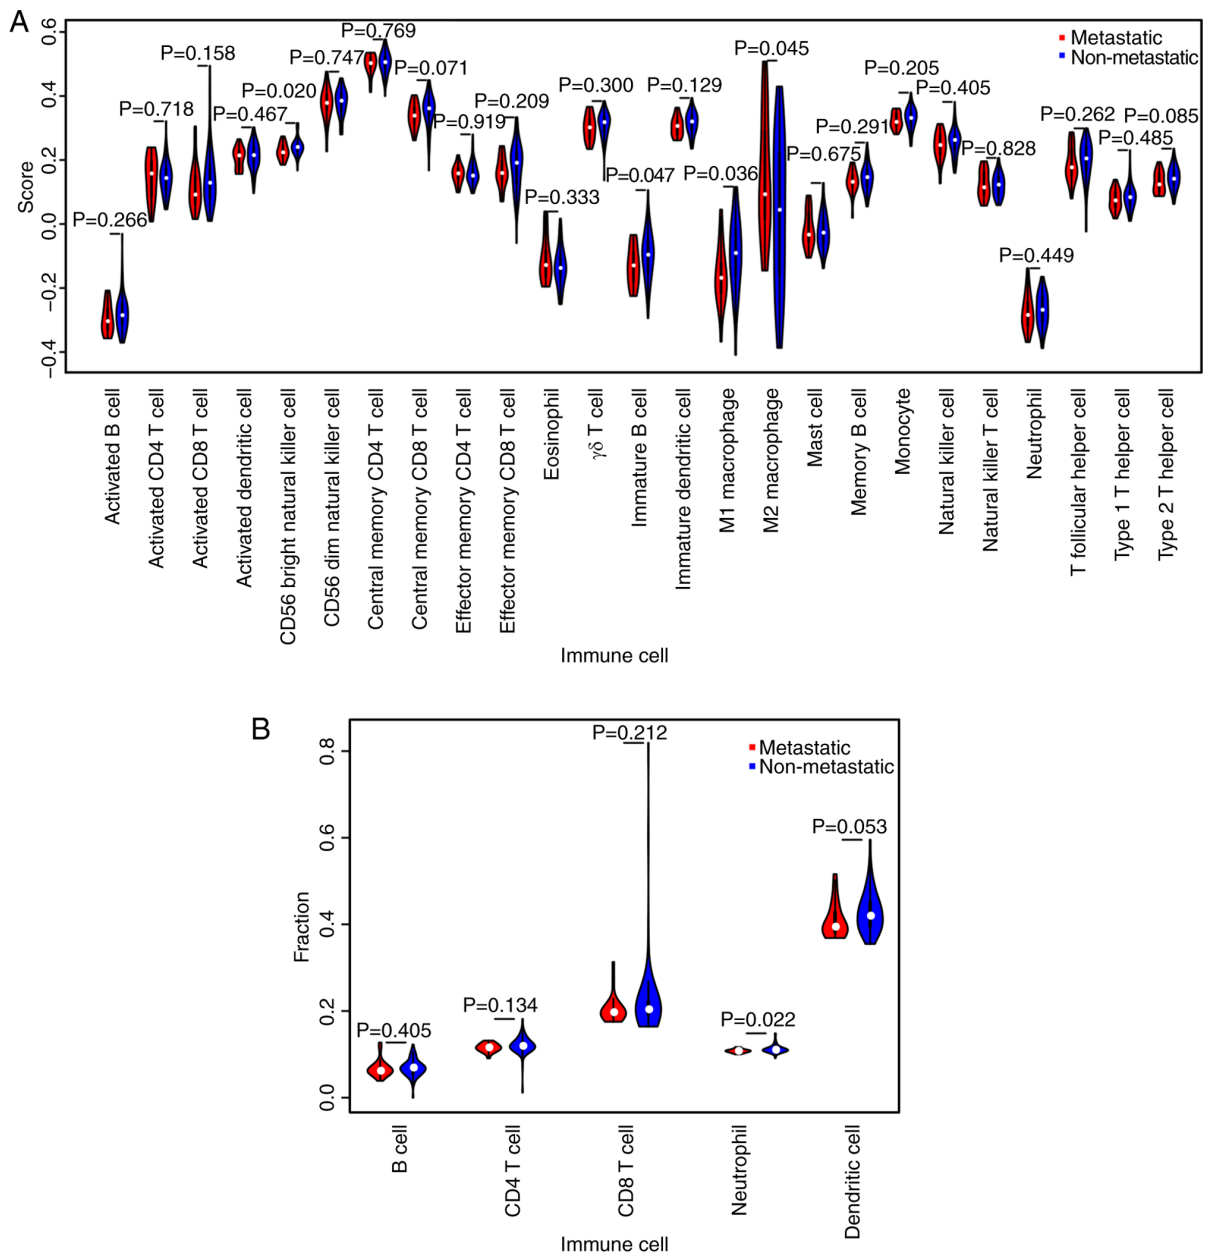 A
Metastatic
Non-metastatic
Score
0.6
0.4
0.2
0.0
−0.2
−0.4
P=0.266
P=0.718
P=0.158
P=0.467
P=0.020
P=0.747
P=0.769
P=0.071
P=0.919
P=0.209
P=0.333
P=0.300
P=0.047
P=0.129
P=0.036
P=0.045
P=0.675
P=0.291
P=0.205
P=0.405
P=0.828
P=0.449
P=0.262
P=0.485
P=0.085
Activated B cell
Activated CD4 T cell
Activated CD8 T cell
Activated dendritic cell
CD56 bright natural killer cell
CD56 dim natural killer cell
Central memory CD4 T cell
Central memory CD8 T cell
Effector memory CD4 T cell
Effector memory CD8 T cell
Eosinophil
γδ T cell
Immature B cell
Immature dendritic cell
M1 macrophage
M2 macrophage
Mast cell
Memory B cell
Monocyte
Natural killer cell
Natural killer T cell
Neutrophil
T follicular helper cell
Type 1 T helper cell
Type 2 T helper cell
Immune cell
B
Metastatic
Non-metastatic
Fraction
0.8
0.6
0.4
0.2
0.0
P=0.405
P=0.134
P=0.212
P=0.022
P=0.053
B cell
CD4 T cell
CD8 T cell
Neutrophil
Dendritic cell
Immune cell